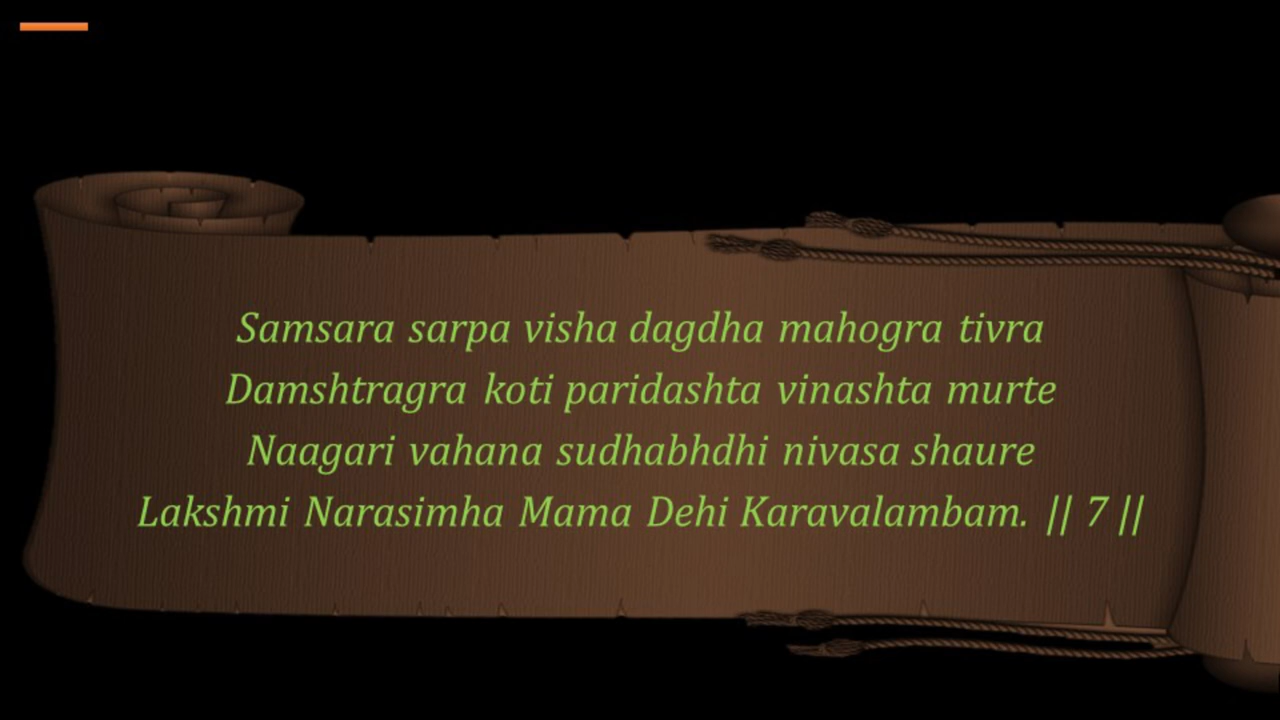 Samsara sarpa visha dagdha mahogra tivra
Damshtragra koti paridashta vinashta murte
Naagari vahana sudhabhdhi nivasa shaure
Lakshmi Narasimha Mama Dehi Karavalambam. || 7 ||